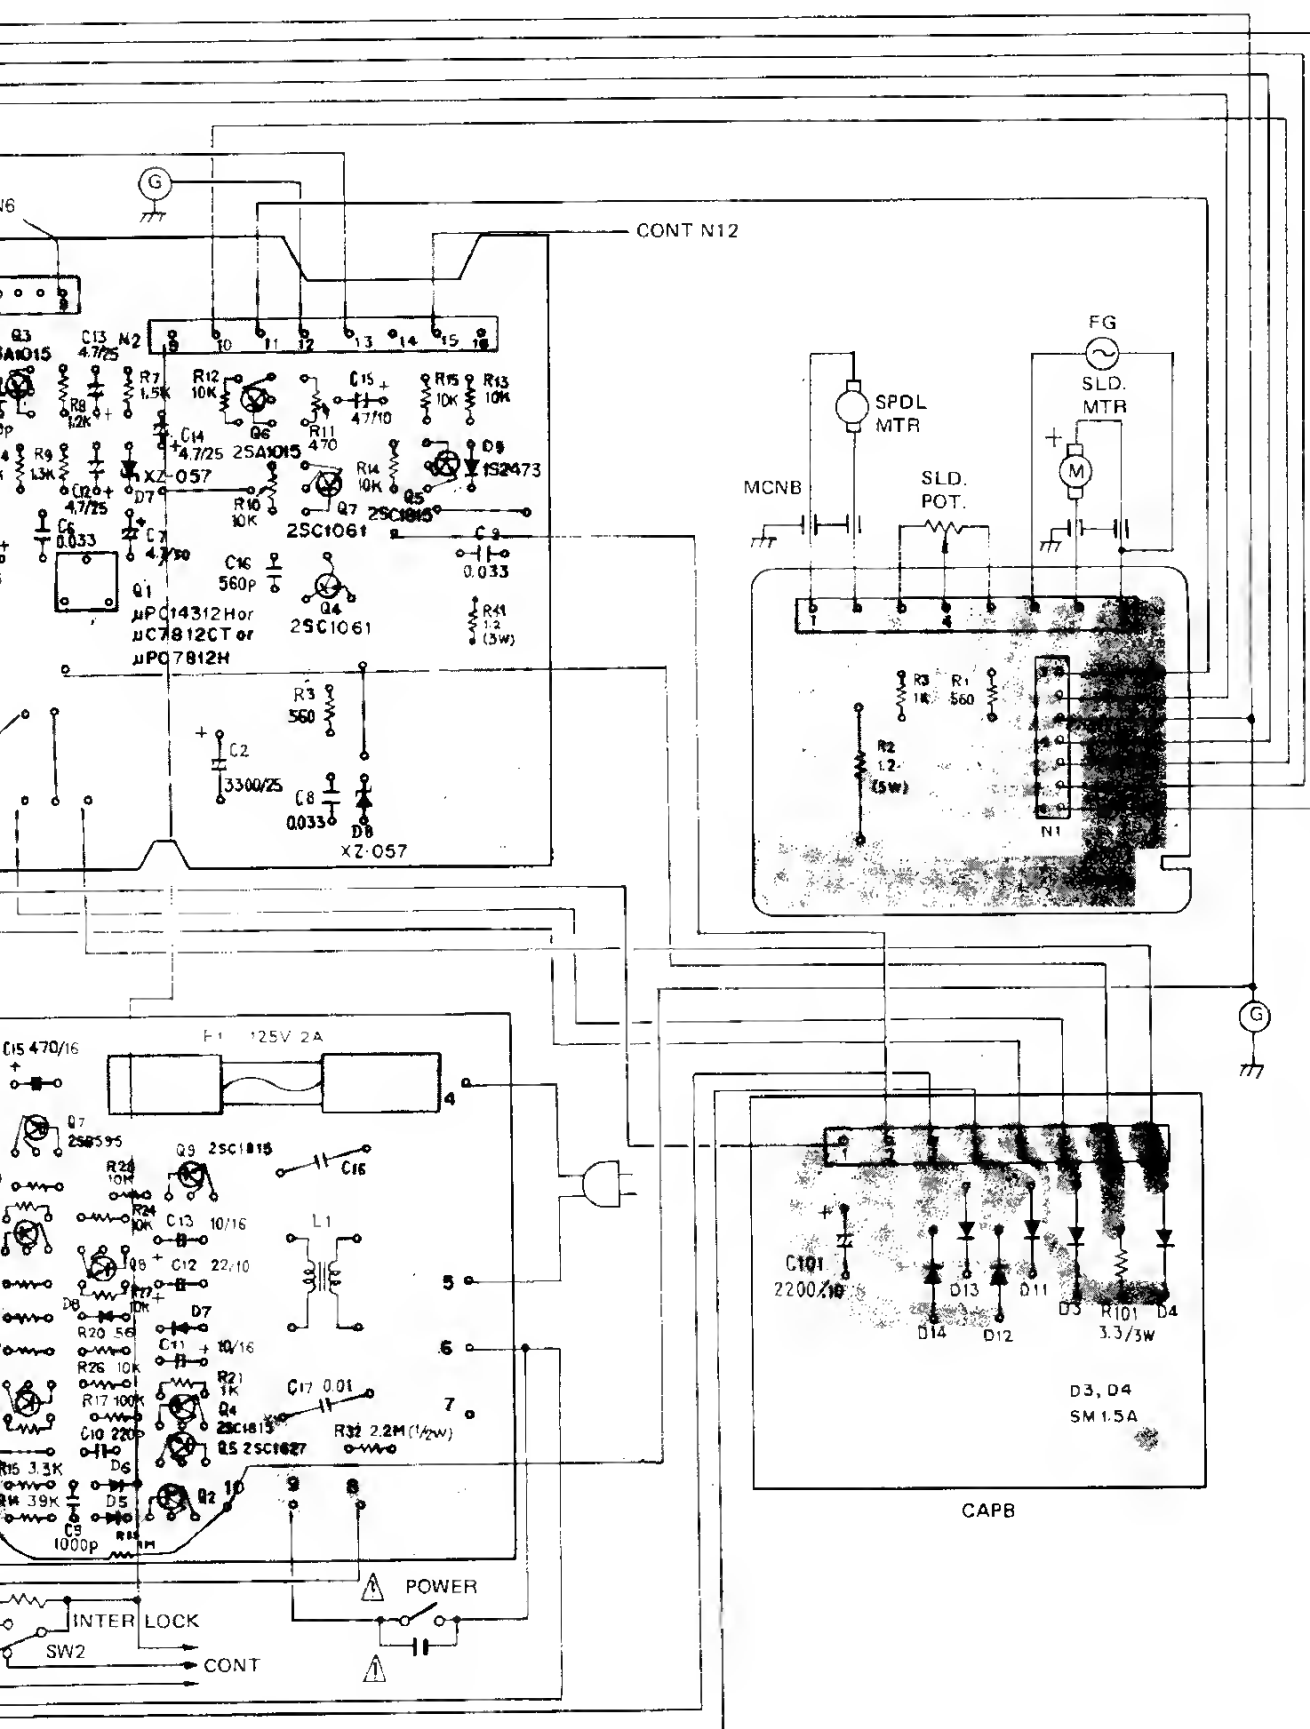 G
N6
CONT N12
Q3
C13 N2
4.7/25
SA1015
9 10 11 12 13 14 15 16
R7
1.5K
R12
10K
C15 +
47/10
R15
10K
R13
10K
R8
1.2K
C14
4.7/25
Q6
2SA1015
R11
470
R9
1.3K
XZ-057
D7
C12
4.7/25
R14
10K
D9
1S2473
R10
10K
Q7
2SC1061
Q5
2SC1815
C6
0.033
C7
4.7/50
C16
560P
C9
0.033
Q1
μPC14312H or
μC7812CT or
μPC7812H
Q4
2SC1061
R41
1.2
(3W)
R3
560
C2
3300/25
C8
0.033
D8
XZ-057
FG
SLD.
MTR
SPDL
MTR
+
M
MCNB
SLD.
POT.
1
4
R3
1K
R1
560
R2
1.2
(5W)
N1
G
F1 125V 2A
C15 470/16
+
4
Q7
2SB595
Q9 2SC1815
C16
R28
10K
R24
10K
C13 10/16
L1
Q8
C12 22/10
R27
10K
5
D8
D7
R20 56
C11 + 10/16
6
R26 10K
R21
1K
C17 0.01
R17 100K
Q4
2SC1815
7
C10 220P
Q5 2SC1627
R32 2.2M (1/2W)
R15 3.3K
D6
10
9
8
R14 39K
D5
Q2
C9
1000p
POWER
INTER LOCK
SW2
CONT
1
+
C101
2200/10
D13
D11
D3
R101
D4
D14
D12
3.3/3W
D3, D4
SM 1.5A
CAPB